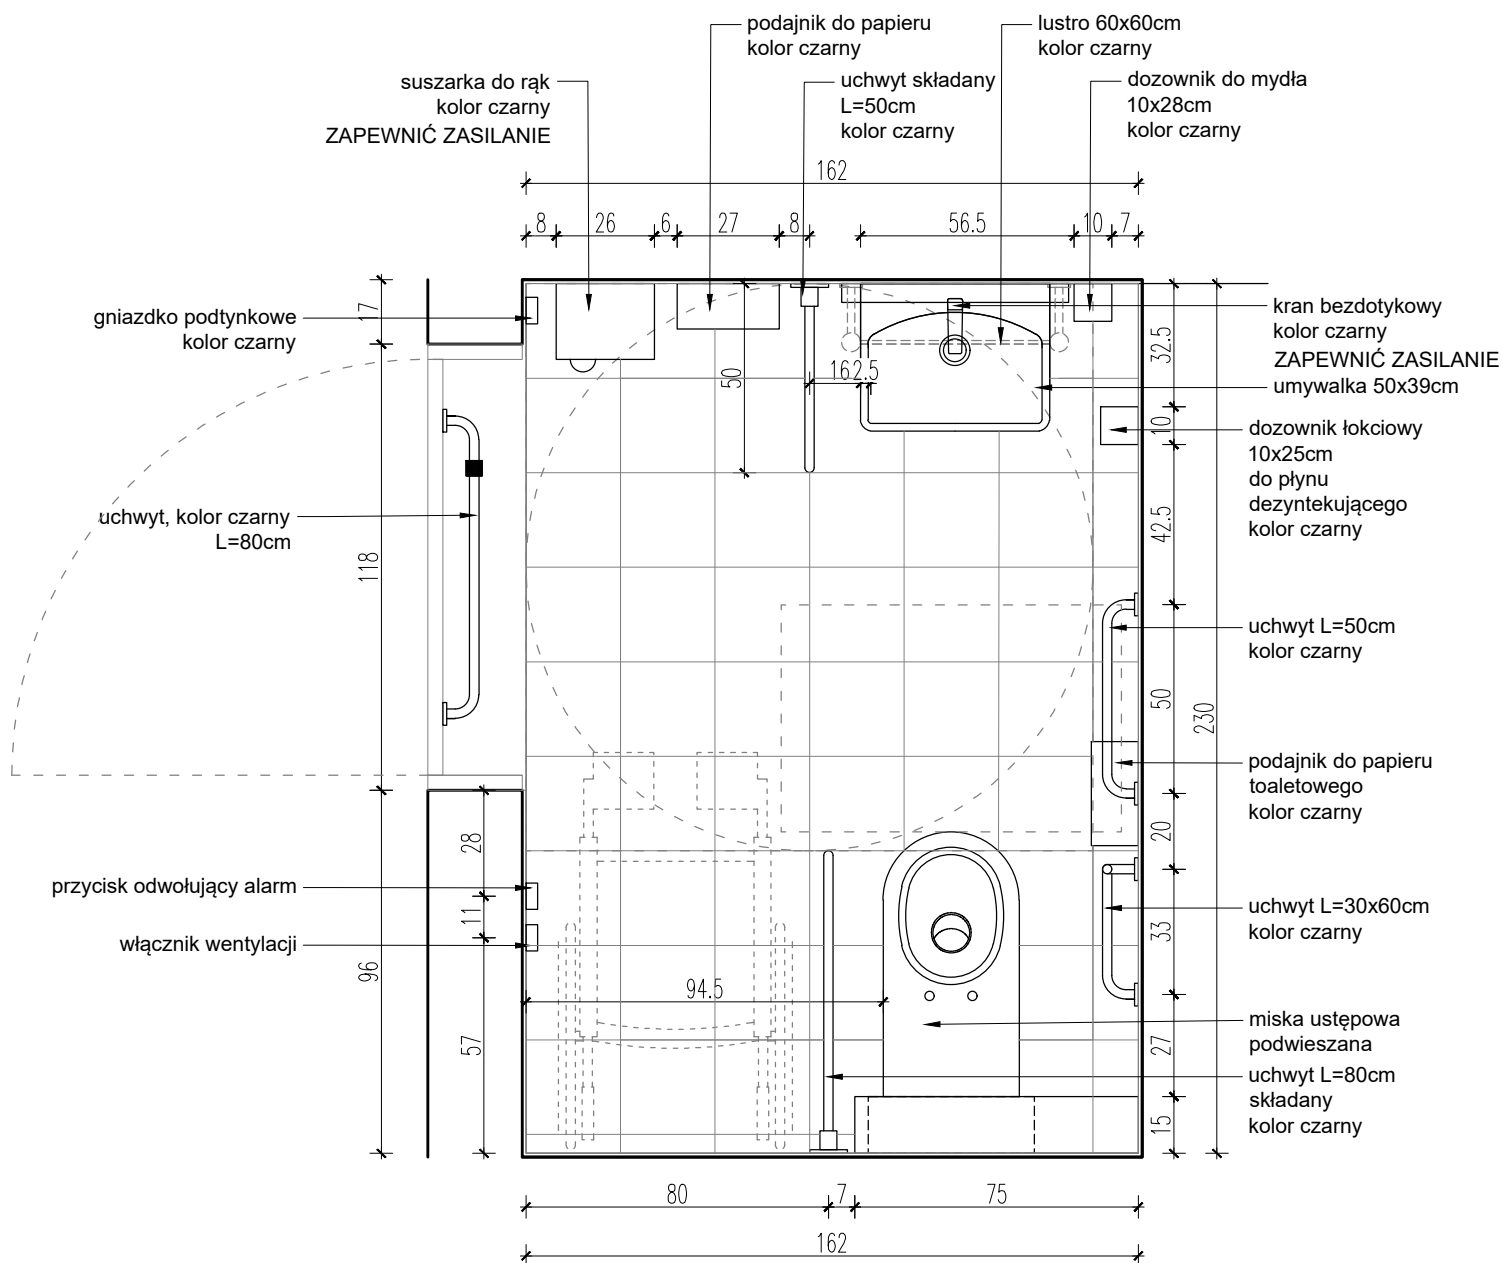 podajnik do papieru
kolor czarny
lustro 60x60cm
kolor czarny
suszarka do rąk
kolor czarny
ZAPEWNIĆ ZASILANIE
uchwyt składany
L=50cm
kolor czarny
dozownik do mydła
10x28cm
kolor czarny
162
8 26 6 27 8 56.5 10 7
gniazdko podtynkowe
kolor czarny
17
kran bezdotykowy
kolor czarny
ZAPEWNIĆ ZASILANIE
umywalka 50x39cm
32.5
50
162.5
dozownik łokciowy
10x25cm
do płynu
dezyntekującego
kolor czarny
10
uchwyt, kolor czarny
L=80cm
118
42.5
uchwyt L=50cm
kolor czarny
50
230
podajnik do papieru
toaletowego
kolor czarny
28
20
przycisk odwołujący alarm
11
włącznik wentylacji
uchwyt L=30x60cm
kolor czarny
33
96
94.5
57
miska ustępowa
podwieszana
27
uchwyt L=80cm
składany
kolor czarny
15
80 7 75
162